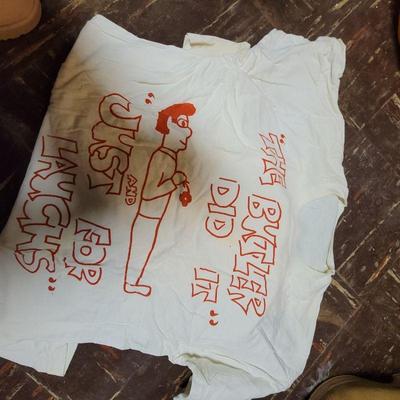 "THE BUTLER
DID IT"
AND
"JUST FOR
LAUGHS"